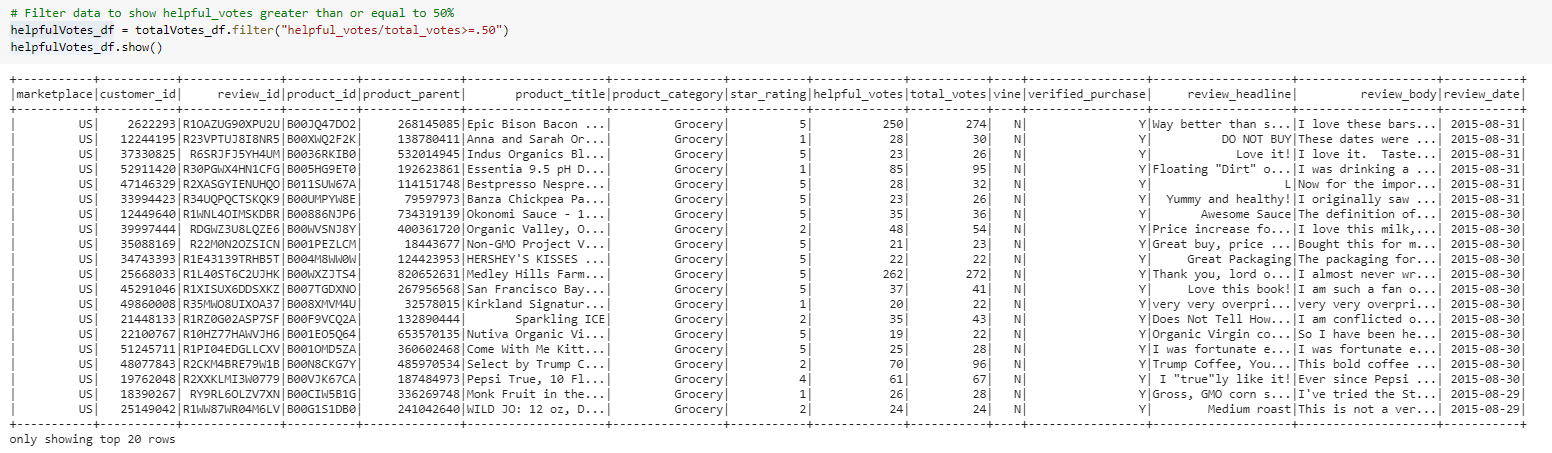 # Filter data to show helpful_votes greater than or equal to 50%
helpfulVotes_df = totalVotes_df.filter("helpful_votes/total_votes>=.50")
helpfulVotes_df.show()
+-----------+-----------+--------------+----------+--------------+--------------------+----------------+-----------+-------------+-----------+----+-----------------+--------------------+--------------------+-----------+
|marketplace|customer_id|     review_id|product_id|product_parent|       product_title|product_category|star_rating|helpful_votes|total_votes|vine|verified_purchase|     review_headline|         review_body|review_date|
+-----------+-----------+--------------+----------+--------------+--------------------+----------------+-----------+-------------+-----------+----+-----------------+--------------------+--------------------+-----------+
|         US|    2622293|R1OAZUG90XPU2U|B00JQ47DO2|     268145085|Epic Bison Bacon ...|         Grocery|          5|          250|        274|   N|                Y|Way better than s...|I love these bars...| 2015-08-31|
|         US|   12244195|R23VPTUJ8I8NR5|B00XWQ2F2K|     138780411|Anna and Sarah Or...|         Grocery|          1|           28|         30|   N|                Y|          DO NOT BUY|These dates were ...| 2015-08-31|
|         US|   37330825| R6SRJFJ5YH4UM|B0036RKIB0|     532014945|Indus Organics Bl...|         Grocery|          5|           23|         26|   N|                Y|            Love it!|I love it.  Taste...| 2015-08-31|
|         US|   52911420|R30PGWX4HN1CFG|B005HG9ET0|     192623861|Essentia 9.5 pH D...|         Grocery|          1|           85|         95|   N|                Y|Floating "Dirt" o...|I was drinking a ...| 2015-08-31|
|         US|   47146329|R2XASGYIENUHQO|B011SUW67A|     114151748|Bestpresso Nespre...|         Grocery|          5|           28|         32|   N|                Y|                   L|Now for the impor...| 2015-08-31|
|         US|   33994423|R34UQPQCTSKQK9|B00UMPYW8E|      79597973|Banza Chickpea Pa...|         Grocery|          5|           23|         26|   N|                Y|  Yummy and healthy!|I originally saw ...| 2015-08-31|
|         US|   12449640|R1WNL4OIMSKDBR|B00886NJP6|     734319139|Okonomi Sauce - 1...|         Grocery|          5|           35|         36|   N|                Y|       Awesome Sauce|The definition of...| 2015-08-30|
|         US|   39997444| RDGWZ3U8LQZE6|B00WVSNJ8Y|     400361720|Organic Valley, O...|         Grocery|          2|           48|         54|   N|                Y|Price increase fo...|I love this milk,...| 2015-08-30|
|         US|   35088169| R22M0N2OZSICN|B001PEZLCM|      18443677|Non-GMO Project V...|         Grocery|          5|           21|         23|   N|                Y|Great buy, price ...|Bought this for m...| 2015-08-30|
|         US|   34743393|R1E43139TRHB5T|B004M8WW0W|     124423953|HERSHEY'S KISSES ...|         Grocery|          5|           22|         22|   N|                Y|     Great Packaging|The packaging for...| 2015-08-30|
|         US|   25668033|R1L40ST6C2UJHK|B00WXZJTS4|     820652631|Medley Hills Farm...|         Grocery|          5|          262|        272|   N|                Y|Thank you, lord o...|I almost never wr...| 2015-08-30|
|         US|   45291046|R1XISUX6DDSXKZ|B007TGDXNO|     267956568|San Francisco Bay...|         Grocery|          5|           37|         41|   N|                Y|     Love this book!|I am such a fan o...| 2015-08-30|
|         US|   49860008|R35MWO8UIXOA37|B008XMVM4U|      32578015|Kirkland Signatur...|         Grocery|          1|           20|         22|   N|                Y|very very overpri...|very very overpri...| 2015-08-30|
|         US|   21448133|R1RZ0G02ASP7SF|B00F9VCQ2A|     132890444|       Sparkling ICE|         Grocery|          2|           35|         43|   N|                Y|Does Not Tell How...|I am conflicted o...| 2015-08-30|
|         US|   22100767|R10HZ77HAWVJH6|B001EO5Q64|     653570135|Nutiva Organic Vi...|         Grocery|          5|           19|         22|   N|                Y|Organic Virgin co...|So I have been he...| 2015-08-30|
|         US|   51245711|R1PI04EDGLLCXV|B001OMD5ZA|     360602468|Come With Me Kitt...|         Grocery|          5|           25|         28|   N|                Y|I was fortunate e...|I was fortunate e...| 2015-08-30|
|         US|   48077843|R2CKM4BRE79W1B|B00N8CKG7Y|     485970534|Select by Trump C...|         Grocery|          2|           70|         96|   N|                Y|Trump Coffee, You...|This bold coffee ...| 2015-08-30|
|         US|   19762048|R2XXKLMI3W0779|B00VJK67CA|     187484973|Pepsi True, 10 Fl...|         Grocery|          4|           61|         67|   N|                Y| I "true"ly like it!|Ever since Pepsi ...| 2015-08-30|
|         US|   18390267| RY9RL6OLZV7XN|B00CIW5B1G|     336269748|Monk Fruit in the...|         Grocery|          1|           26|         28|   N|                Y|Gross, GMO corn s...|I've tried the St...| 2015-08-29|
|         US|   25149042|R1WW87WR04M6LV|B00G1S1DB0|     241042640|WILD JO: 12 oz, D...|         Grocery|          2|           24|         24|   N|                Y|        Medium roast|This is not a ver...| 2015-08-29|
+-----------+-----------+--------------+----------+--------------+--------------------+----------------+-----------+-------------+-----------+----+-----------------+--------------------+--------------------+-----------+
only showing top 20 rows